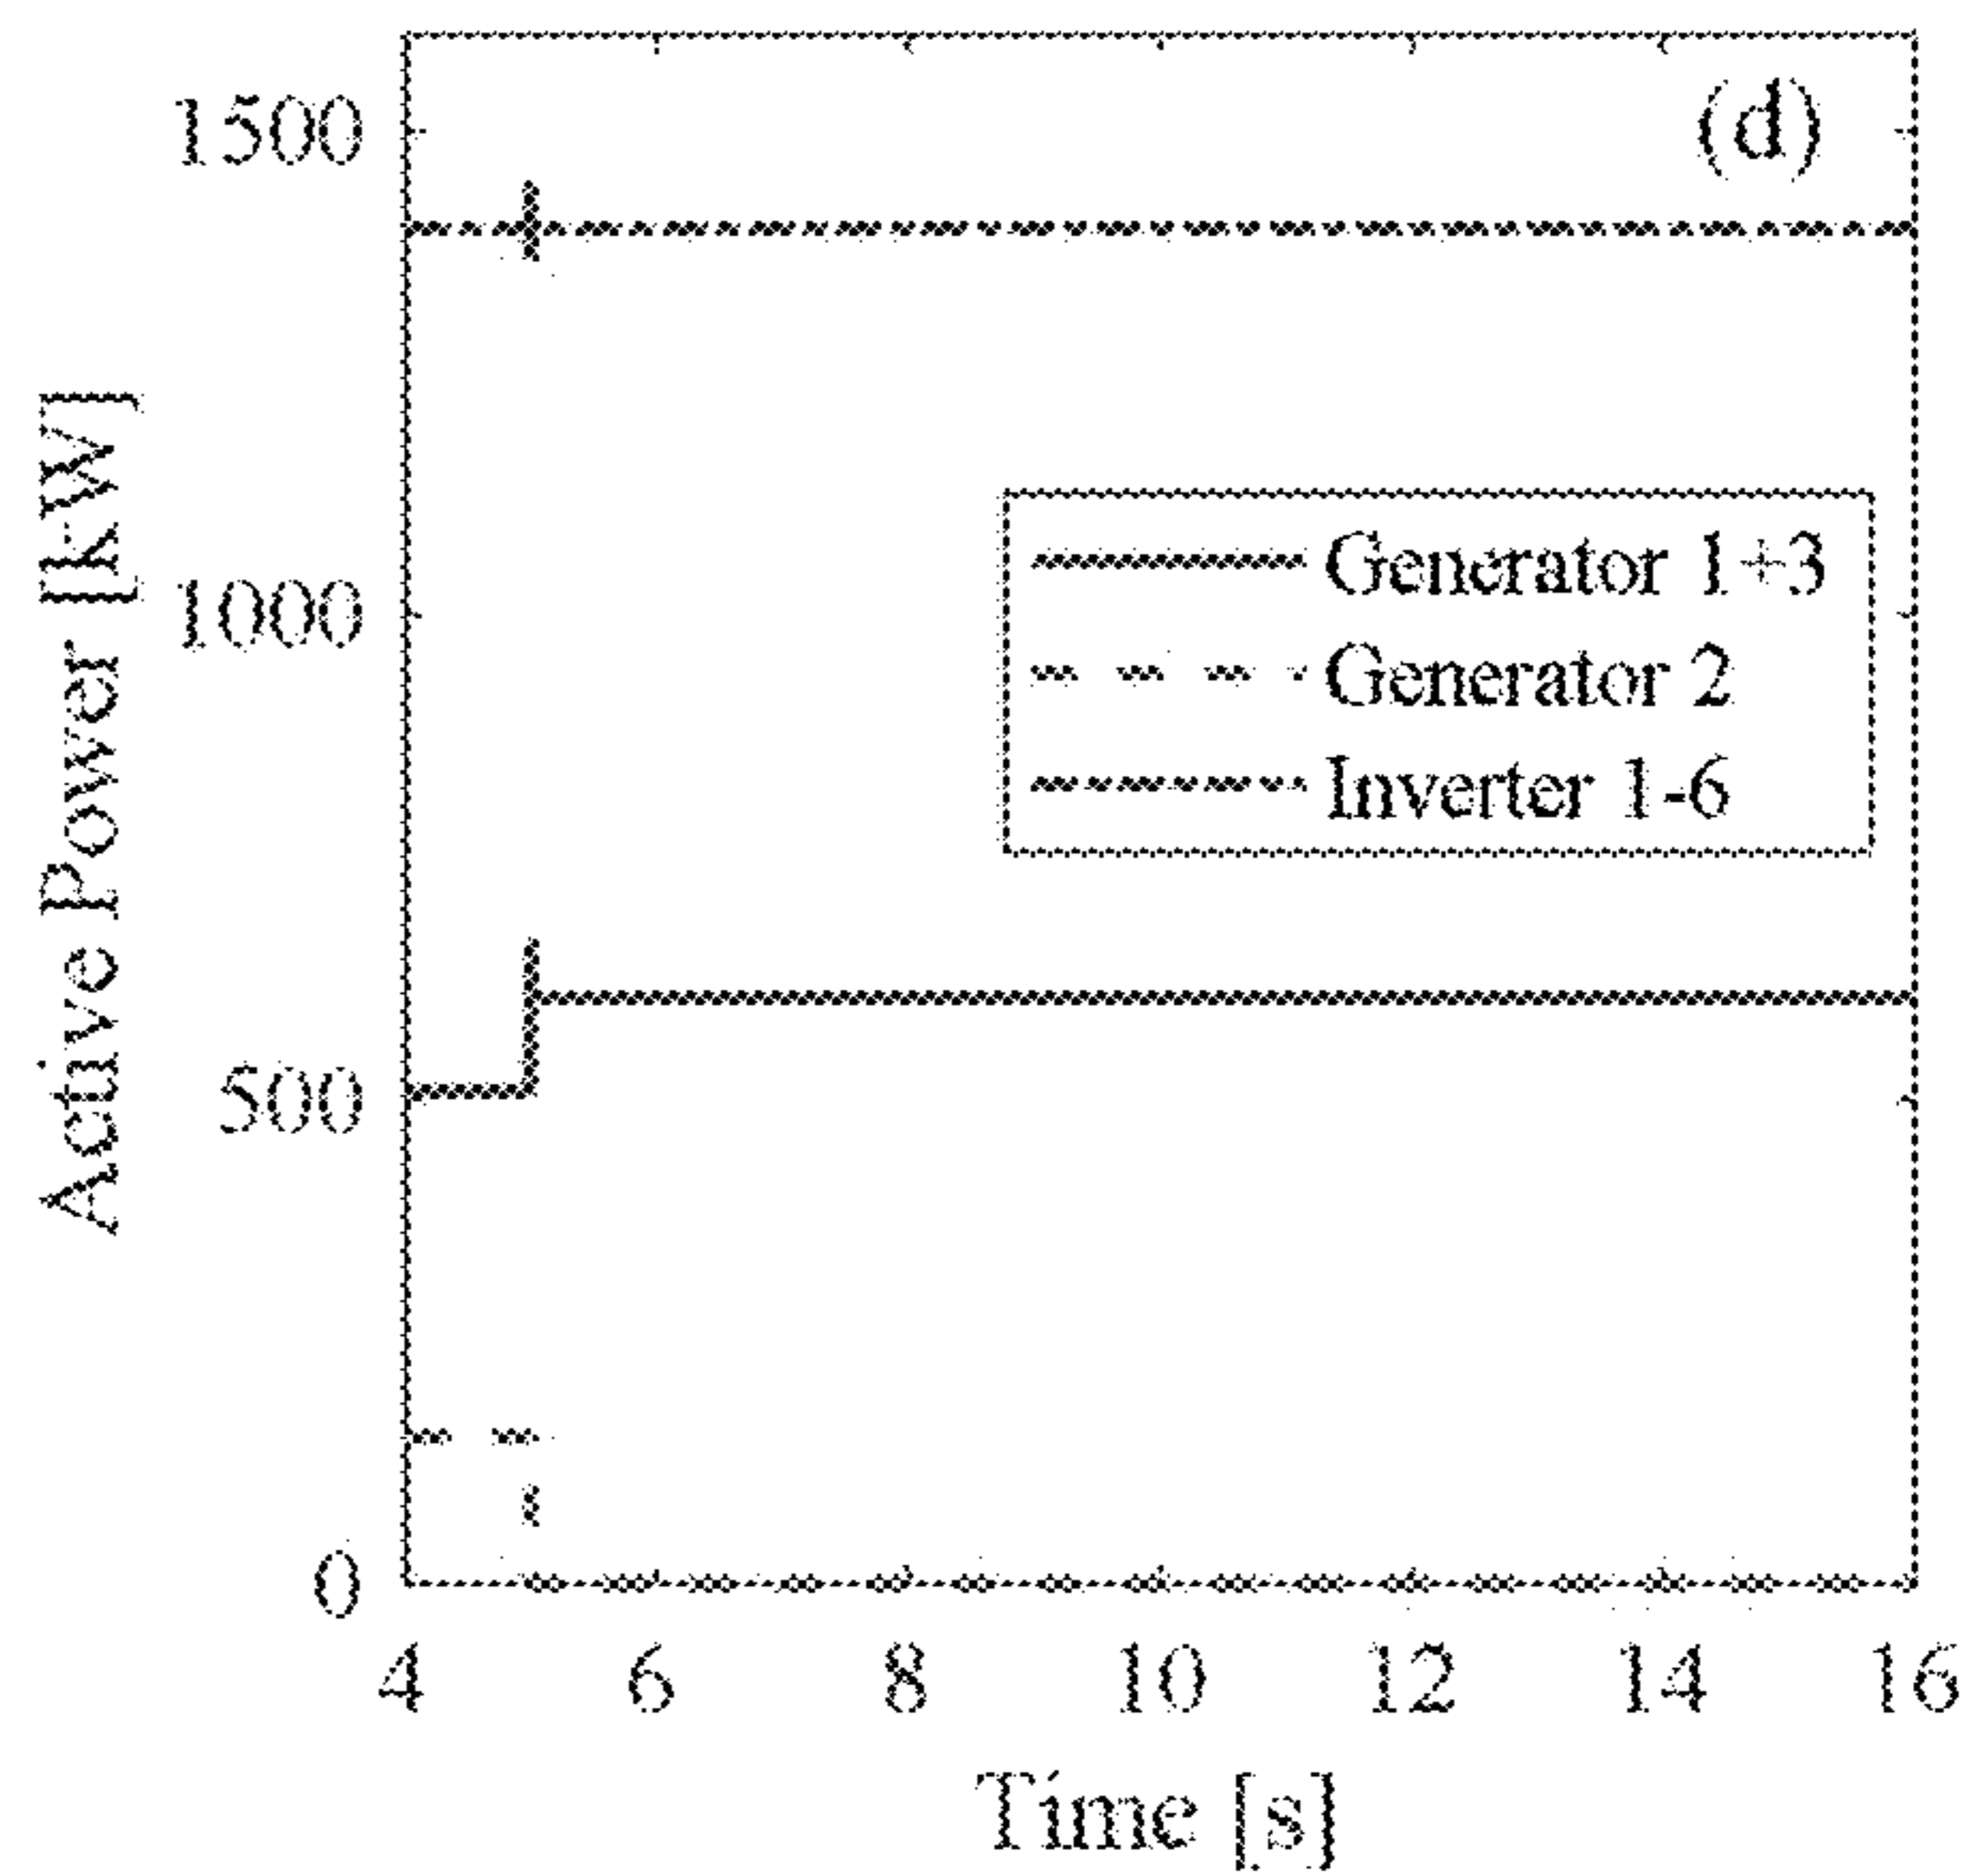 (d)
1500
1000
500
0
Active Power [kW]
Generator 1+3
Generator 2
Inverter 1-6
4 6 8 10 12 14 16
Time [s]